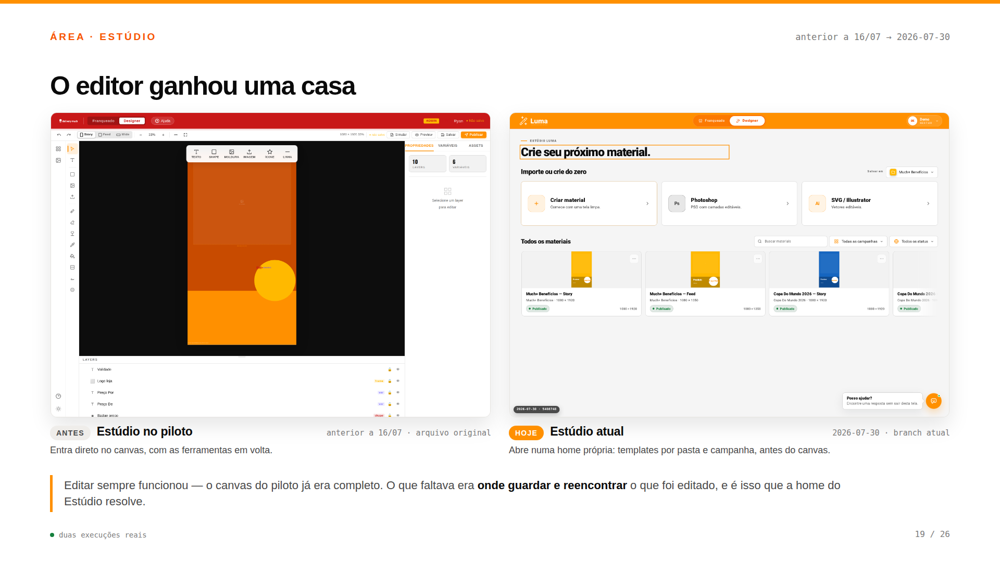 ÁREA · ESTÚDIO
anterior a 16/07 → 2026-07-30
O editor ganhou uma casa
delivery much
Franqueado
Designer
Ajuda
ADMIN
Ryan
• Não salvo
Story
Feed
Wide
− 33% +
1080 × 1920 33%
• não salvo
Simular
Preview
Salvar
Publicar
TEXTO
SHAPE
MOLDURA
IMAGEM
ÍCONE
LINHA
PROPRIEDADES
VARIÁVEIS
ASSETS
10
LAYERS
6
VARIÁVEIS
Selecione um layer
para editar
LAYERS
Validade
Logo loja
frame
Preço Por
var
Preço De
var
Badge preço
shape
Luma
Franqueado
Designer
DE
Demo
GESTÃO
ESTÚDIO LUMA
Crie seu próximo material.
Importe ou crie do zero
Salvar em
Much+ Benefícios
Criar material
Comece com uma tela limpa.
Ps
Photoshop
PSD com camadas editáveis.
AI
SVG / Illustrator
Vetores editáveis.
Todos os materiais
Buscar materiais
Todas as campanhas
Todos os status
Produto
Produto
Produto
Much+ Benefícios — Story
Much+ Benefícios · 1080 × 1920
Publicado
1080×1920
Much+ Benefícios — Feed
Much+ Benefícios · 1080 × 1350
Publicado
1080×1350
Copa Do Mundo 2026 — Story
Copa Do Mundo 2026 · 1080 × 1920
Publicado
1080×1920
Copa Do Mundo 2026
Copa Do Mundo 2026 ·
Publicado
Posso ajudar?
Encontre uma resposta sem sair desta tela.
2026-07-30 · 5408748
ANTES
Estúdio no piloto
anterior a 16/07 · arquivo original
Entra direto no canvas, com as ferramentas em volta.
HOJE
Estúdio atual
2026-07-30 · branch atual
Abre numa home própria: templates por pasta e campanha, antes do canvas.
Editar sempre funcionou — o canvas do piloto já era completo. O que faltava era onde guardar e reencontrar o que foi editado, e é isso que a home do
Estúdio resolve.
duas execuções reais
19 / 26